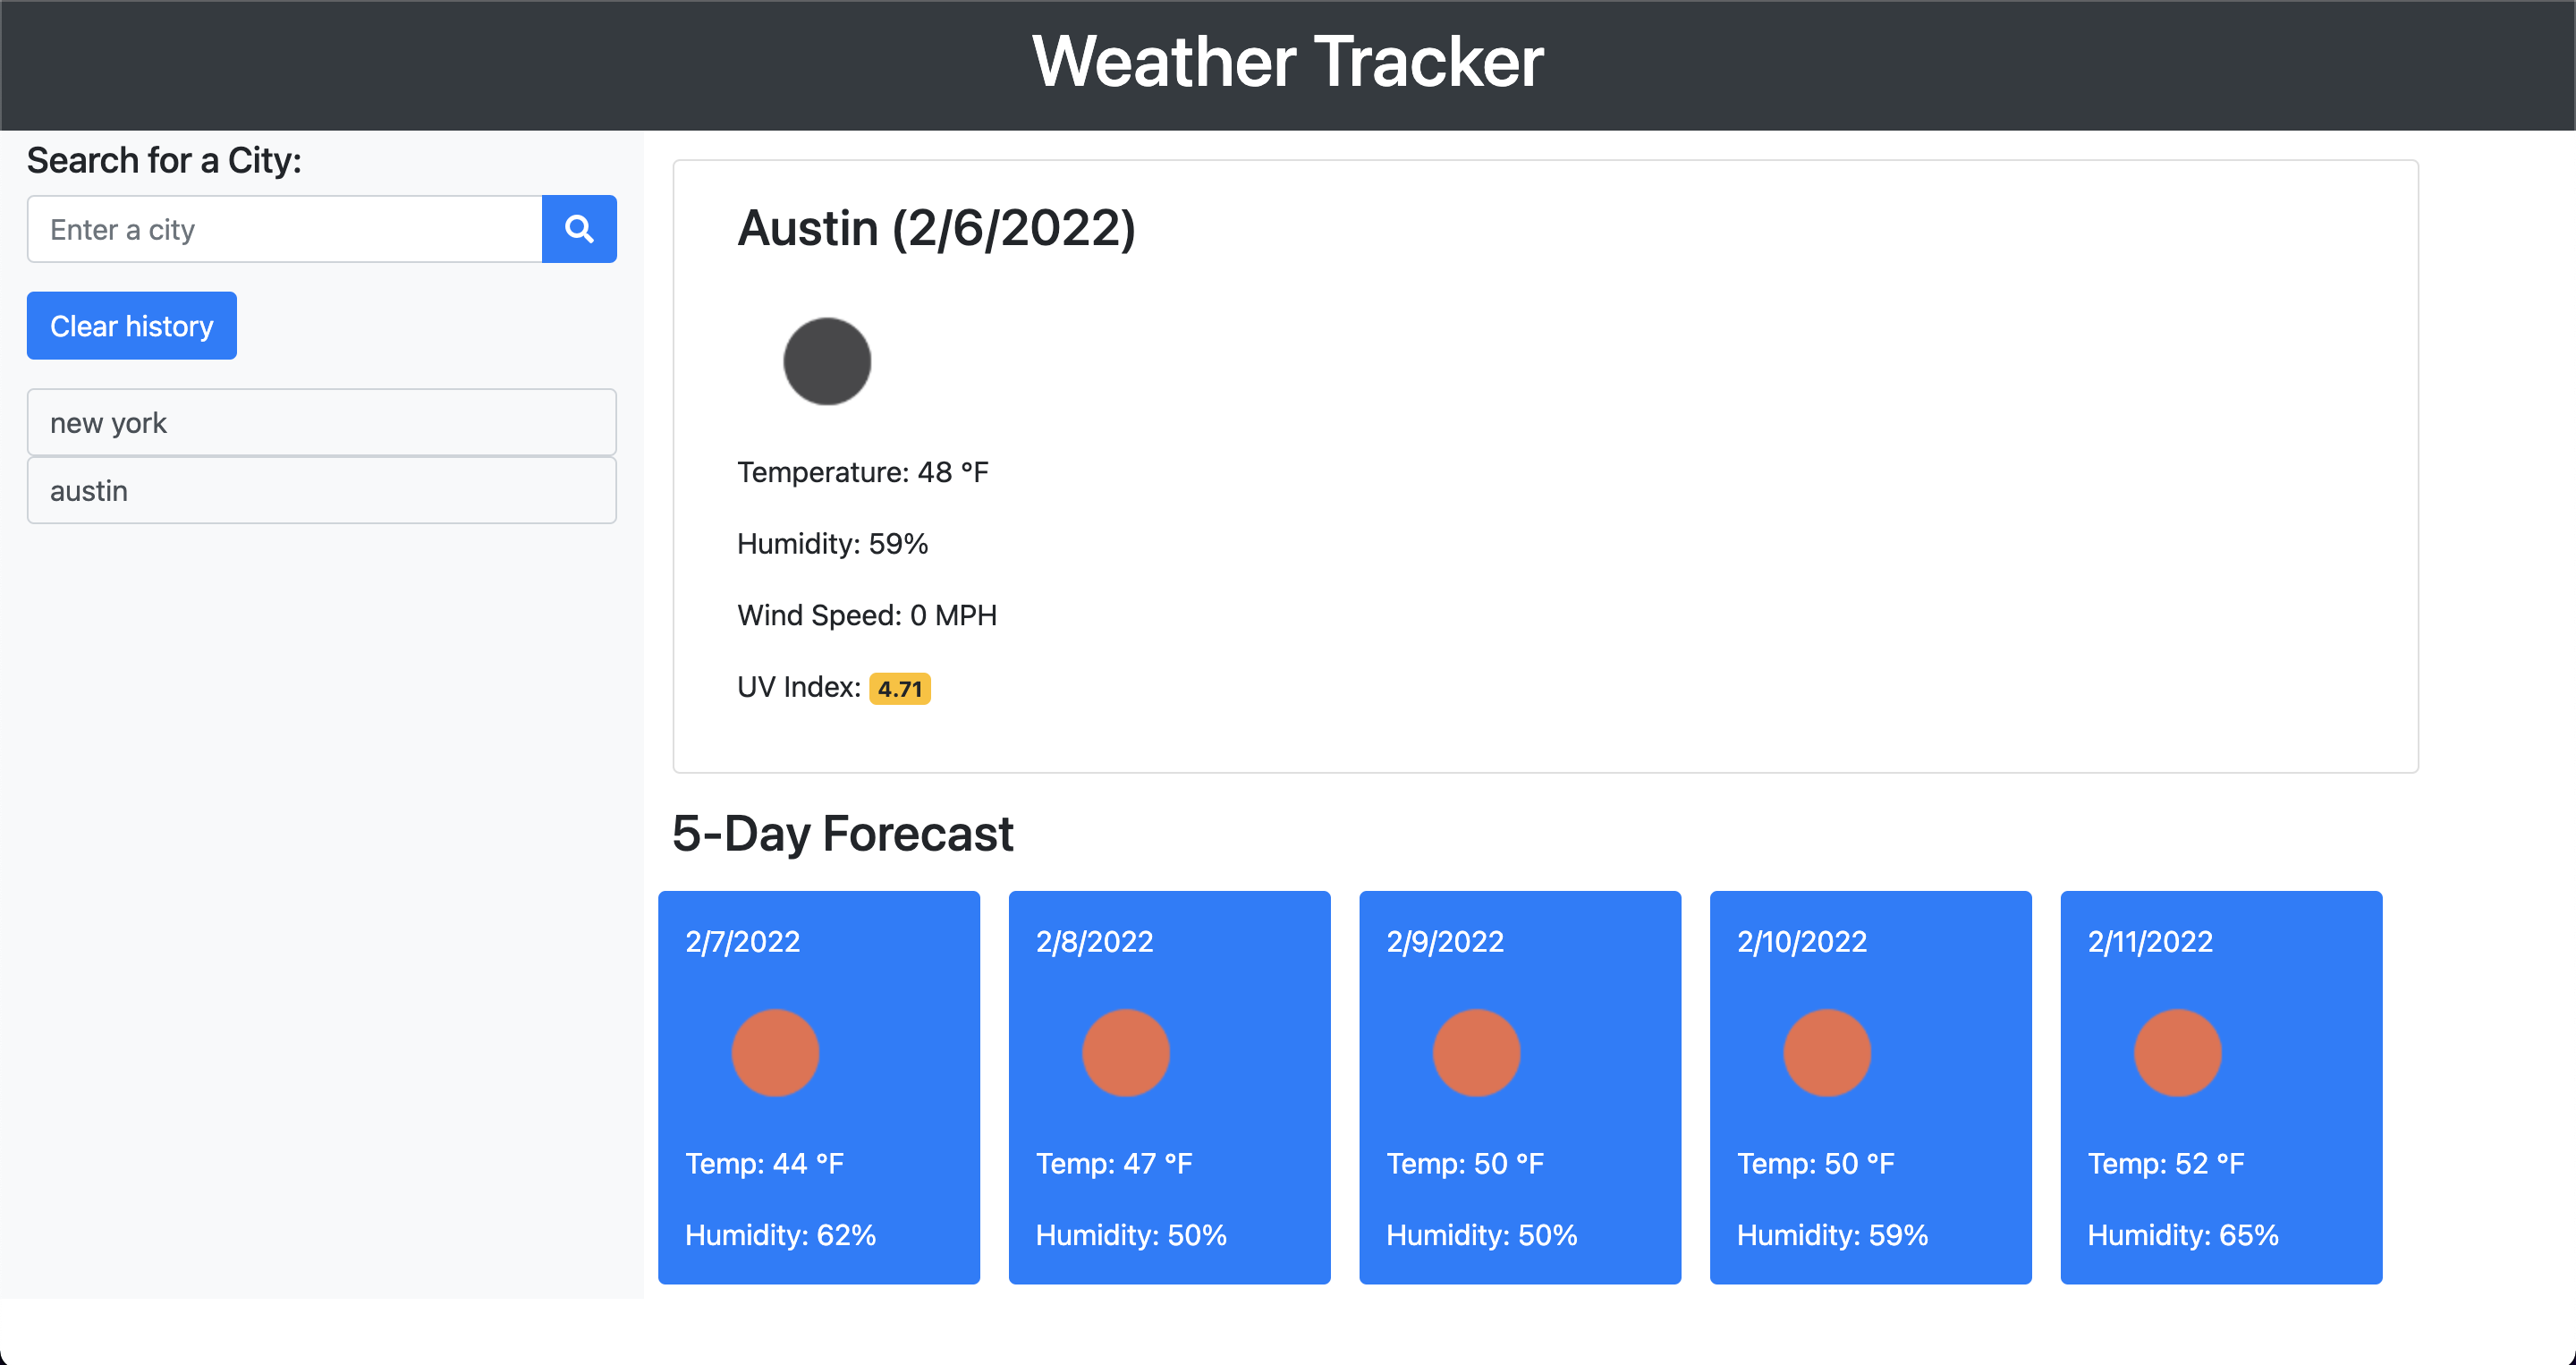 Weather Tracker
Search for a City:
Enter a city
Clear history
new york
austin
Austin (2/6/2022)
Temperature: 48 °F
Humidity: 59%
Wind Speed: 0 MPH
UV Index: 4.71
5-Day Forecast
2/7/2022
Temp: 44 °F
Humidity: 62%
2/8/2022
Temp: 47 °F
Humidity: 50%
2/9/2022
Temp: 50 °F
Humidity: 50%
2/10/2022
Temp: 50 °F
Humidity: 59%
2/11/2022
Temp: 52 °F
Humidity: 65%